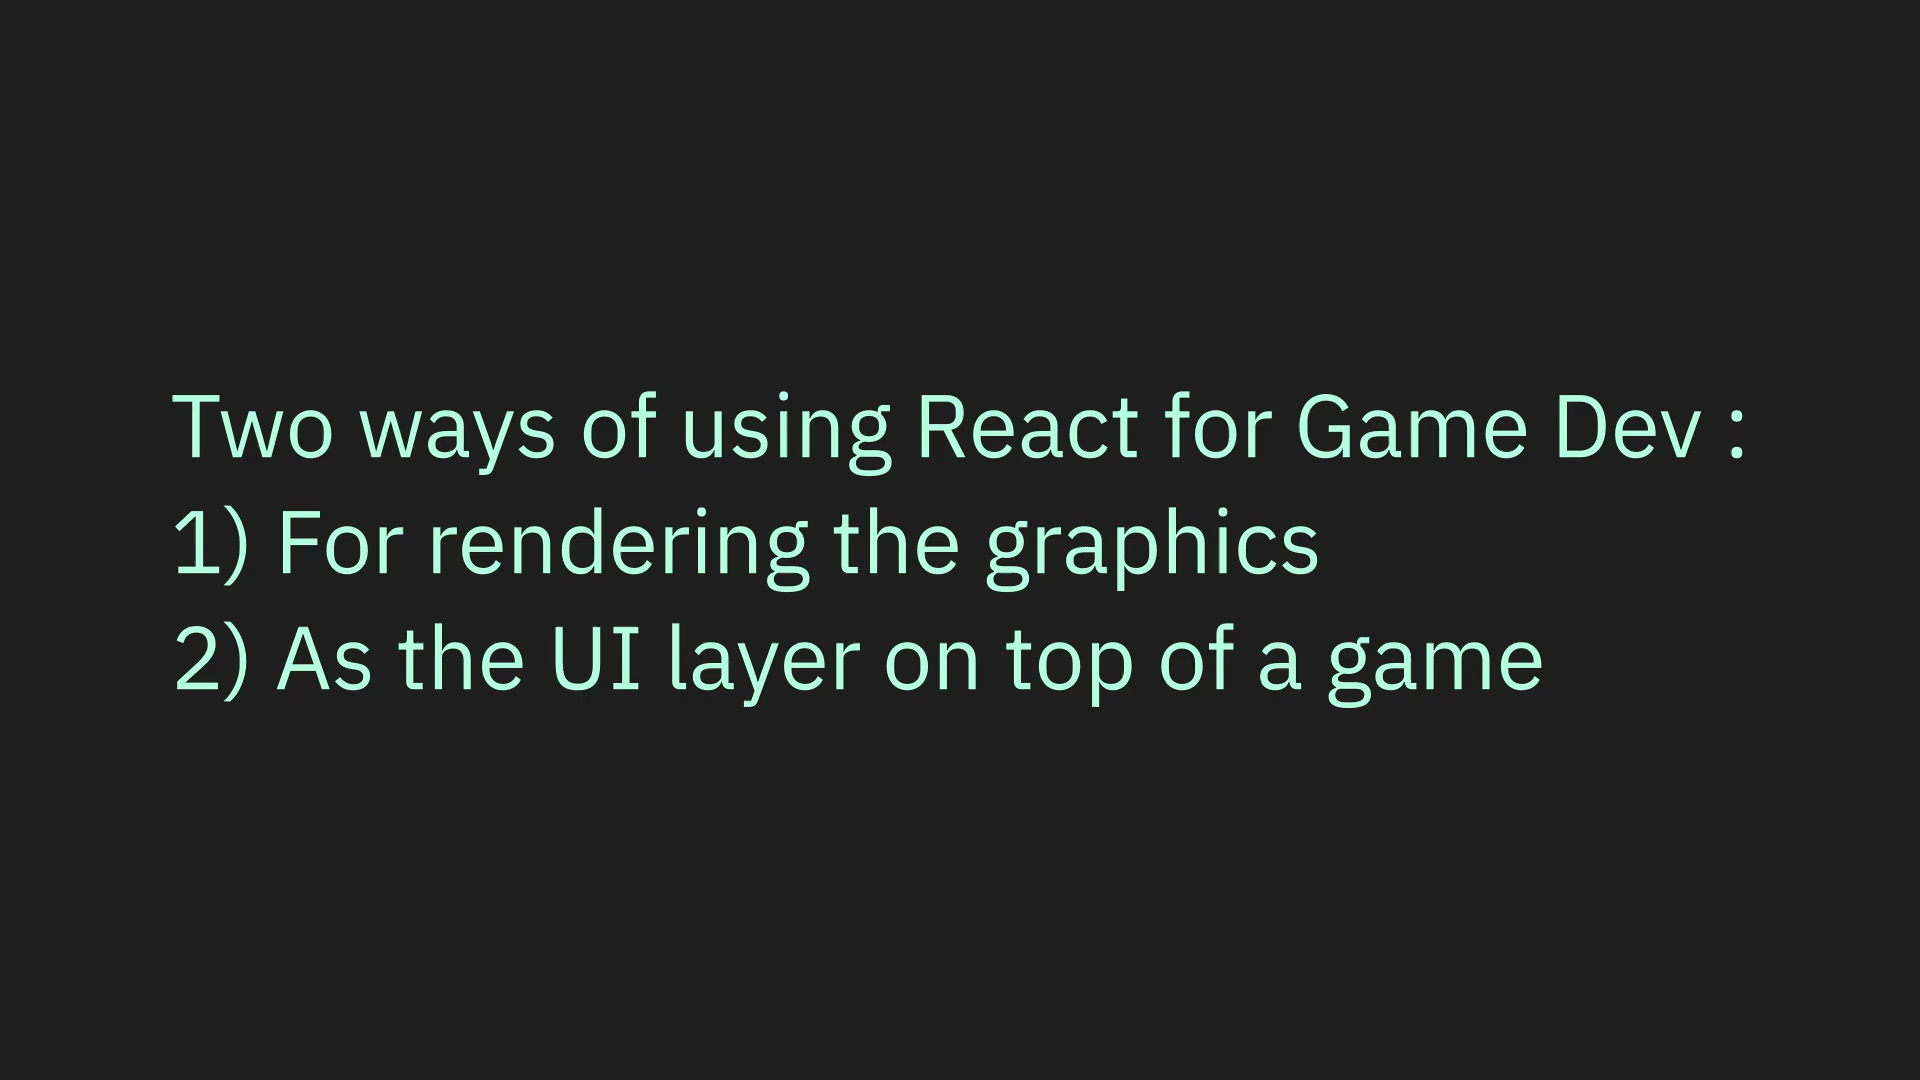 Two ways of using React for Game Dev :
1) For rendering the graphics
2) As the UI layer on top of a game